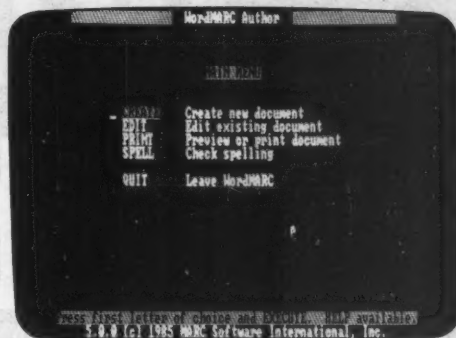 WordMARC Author
MAIN MENU
CREATE Create new document
EDIT Edit existing document
PRINT Preview or print document
SPELL Check spelling
QUIT Leave WordMARC
Press first letter of choice and EXECUTE. HELP available.
5.0.0 (c) 1985 MARC Software International, Inc.